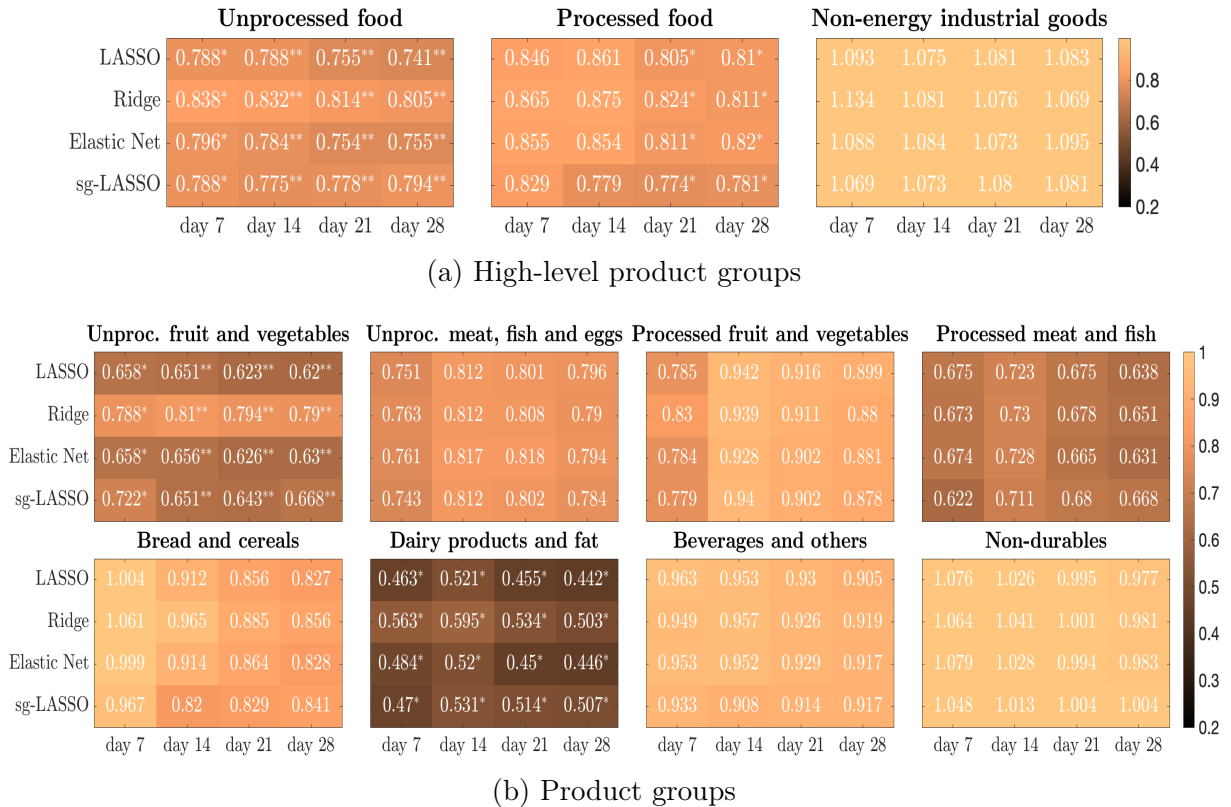 Unprocessed food Processed food Non-energy industrial goods
LASSO 0.788* 0.788** 0.755** 0.741** 0.846 0.861 0.805* 0.81* 1.093 1.075 1.081 1.083
0.8
Ridge 0.838* 0.832** 0.814** 0.805** 0.865 0.875 0.824* 0.811* 1.134 1.081 1.076 1.069
0.6
Elastic Net 0.796* 0.784** 0.754** 0.755** 0.855 0.854 0.811* 0.82* 1.088 1.084 1.073 1.095
0.4
sg-LASSO 0.788* 0.775** 0.778** 0.794** 0.829 0.779 0.774* 0.781* 1.069 1.073 1.08 1.081
0.2
day 7 day 14 day 21 day 28 day 7 day 14 day 21 day 28 day 7 day 14 day 21 day 28
(a) High-level product groups
Unproc. fruit and vegetables Unproc. meat, fish and eggs Processed fruit and vegetables Processed meat and fish
1
LASSO 0.658* 0.651** 0.623** 0.62** 0.751 0.812 0.801 0.796 0.785 0.942 0.916 0.899 0.675 0.723 0.675 0.638
0.9
Ridge 0.788* 0.81** 0.794** 0.79** 0.763 0.812 0.808 0.79 0.83 0.939 0.911 0.88 0.673 0.73 0.678 0.651
0.8
Elastic Net 0.658* 0.656** 0.626** 0.63** 0.761 0.817 0.818 0.794 0.784 0.928 0.902 0.881 0.674 0.728 0.665 0.631
0.7
sg-LASSO 0.722* 0.651** 0.643** 0.668** 0.743 0.812 0.802 0.784 0.779 0.94 0.902 0.878 0.622 0.711 0.68 0.668
0.6
Bread and cereals Dairy products and fat Beverages and others Non-durables
LASSO 1.004 0.912 0.856 0.827 0.463* 0.521* 0.455* 0.442* 0.963 0.953 0.93 0.905 1.076 1.026 0.995 0.977
0.5
Ridge 1.061 0.965 0.885 0.856 0.563* 0.595* 0.534* 0.503* 0.949 0.957 0.926 0.919 1.064 1.041 1.001 0.981
0.4
Elastic Net 0.999 0.914 0.864 0.828 0.484* 0.52* 0.45* 0.446* 0.953 0.952 0.929 0.917 1.079 1.028 0.994 0.983
0.3
sg-LASSO 0.967 0.82 0.829 0.841 0.47* 0.531* 0.514* 0.507* 0.933 0.908 0.914 0.917 1.048 1.013 1.004 1.004
0.2
day 7 day 14 day 21 day 28 day 7 day 14 day 21 day 28 day 7 day 14 day 21 day 28 day 7 day 14 day 21 day 28
(b) Product groups